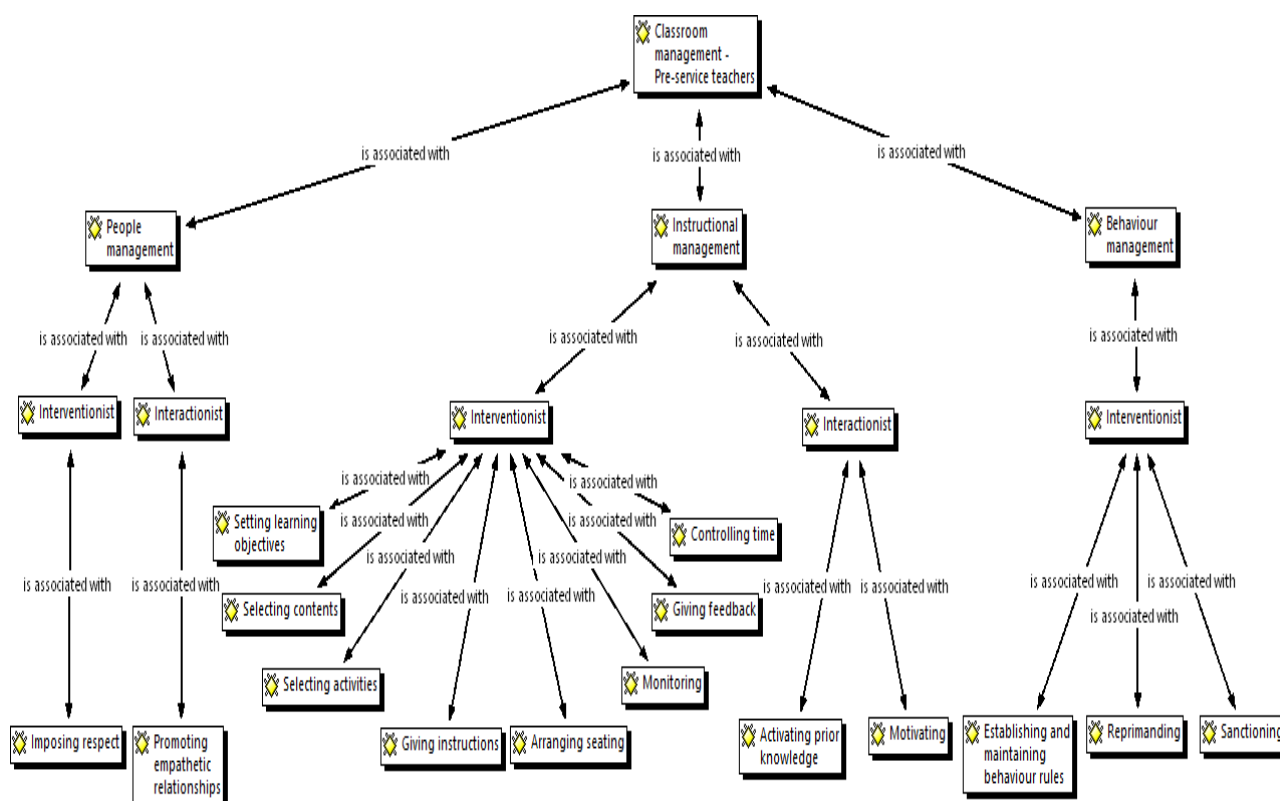 Classroom
management -
Pre-service teachers
is associated with
is associated with
is associated with
People
management
Instructional
management
Behaviour
management
is associated with
is associated with
is associated with
is associated with
is associated with
Interventionist
Interactionist
Interventionist
Interactionist
Interventionist
is associated with
is associated with
Setting learning
objectives
is associated with
is associated with
Controlling time
is associated with
is associated with
is associated with
is associated with
is associated with
is associated with
is associated with
is associated with
is associated with
is associated with
Selecting contents
Giving feedback
is associated with
Selecting activities
Monitoring
Imposing respect
Promoting
empathetic
relationships
Giving instructions
Arranging seating
Activating prior
knowledge
Motivating
Establishing and
maintaining
behaviour rules
Reprimanding
Sanctioning